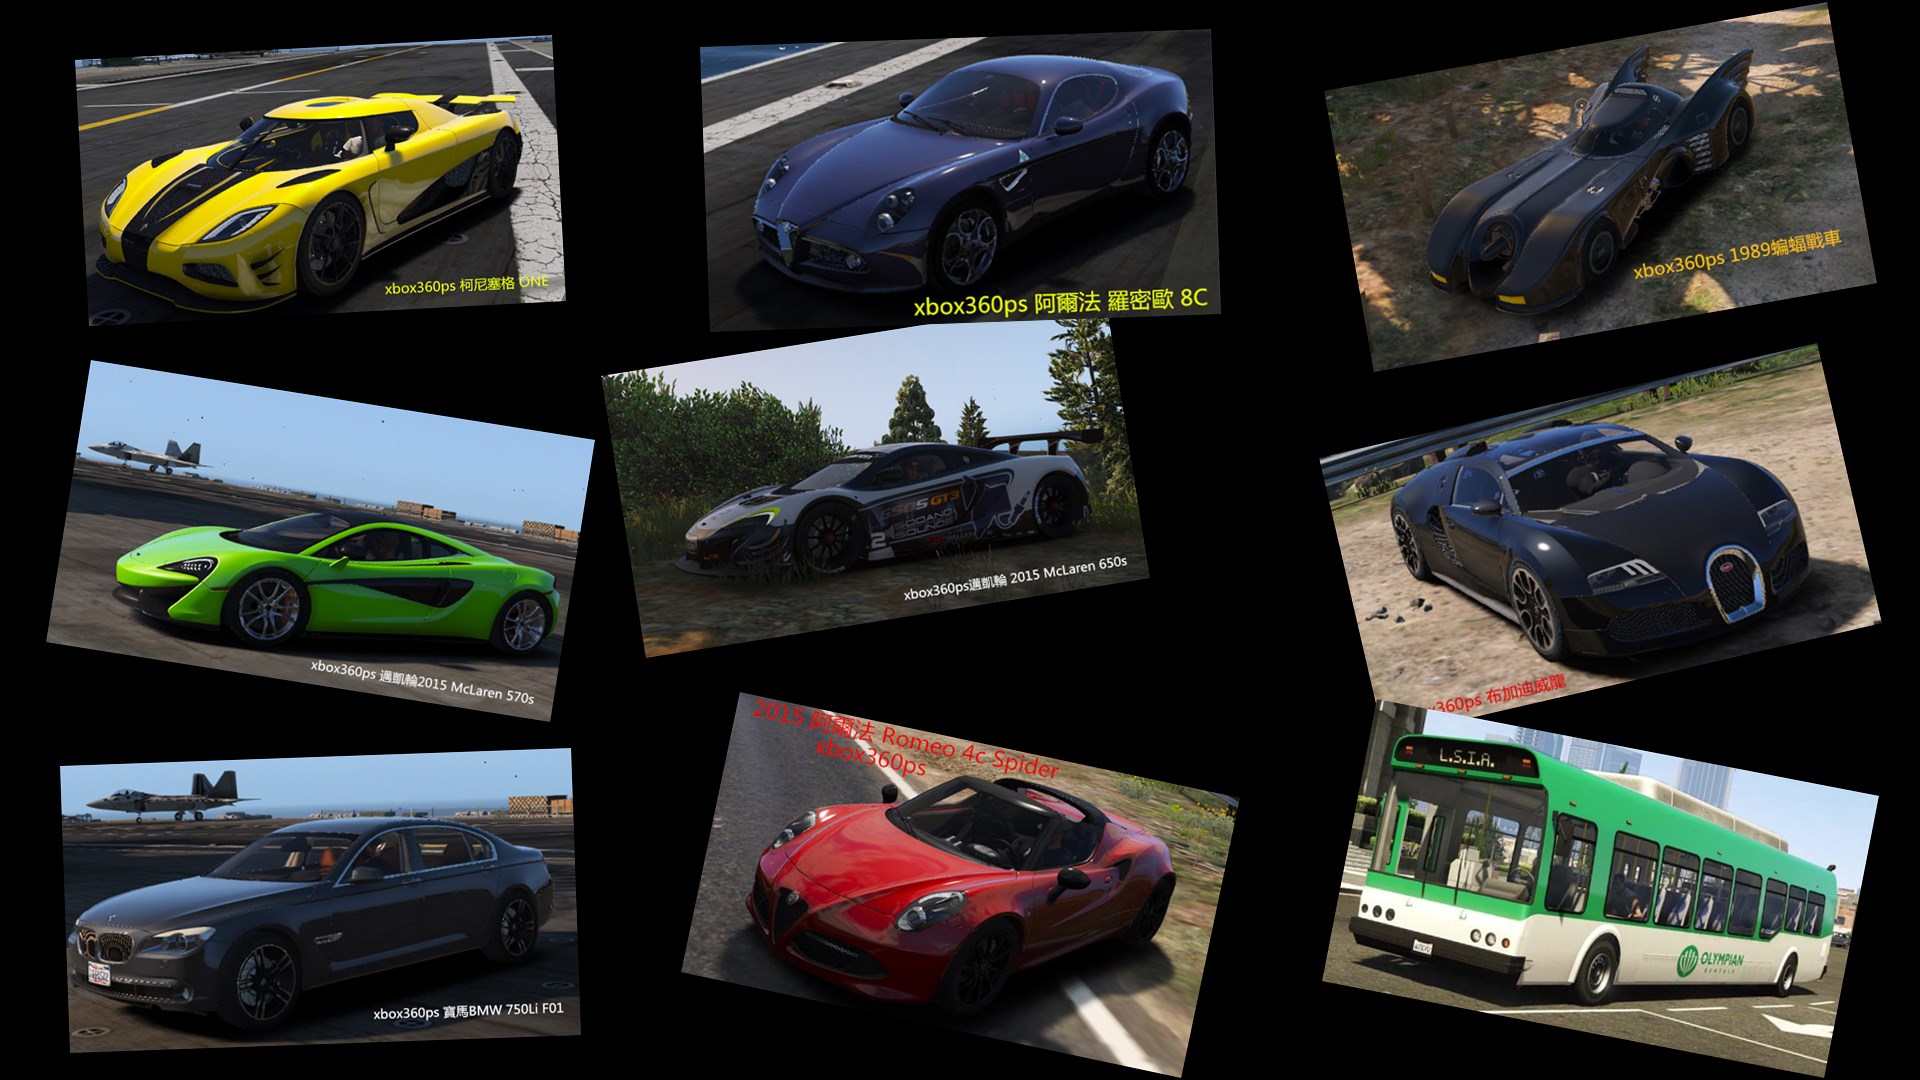 xbox360ps 柯尼塞格 ONE
xbox360ps 阿爾法 羅密歐 8C
xbox360ps 1989蝙蝠戰車
xbox360ps 邁凱輪2015 McLaren 570s
650S GT3
2
xbox360ps邁凱輪 2015 McLaren 650s
360ps 布加迪威龍
xbox360ps 寶馬BMW 750Li F01
2015 阿爾法 Romeo 4c Spider
xbox360ps
L.S.I.A.
OLYMPIAN